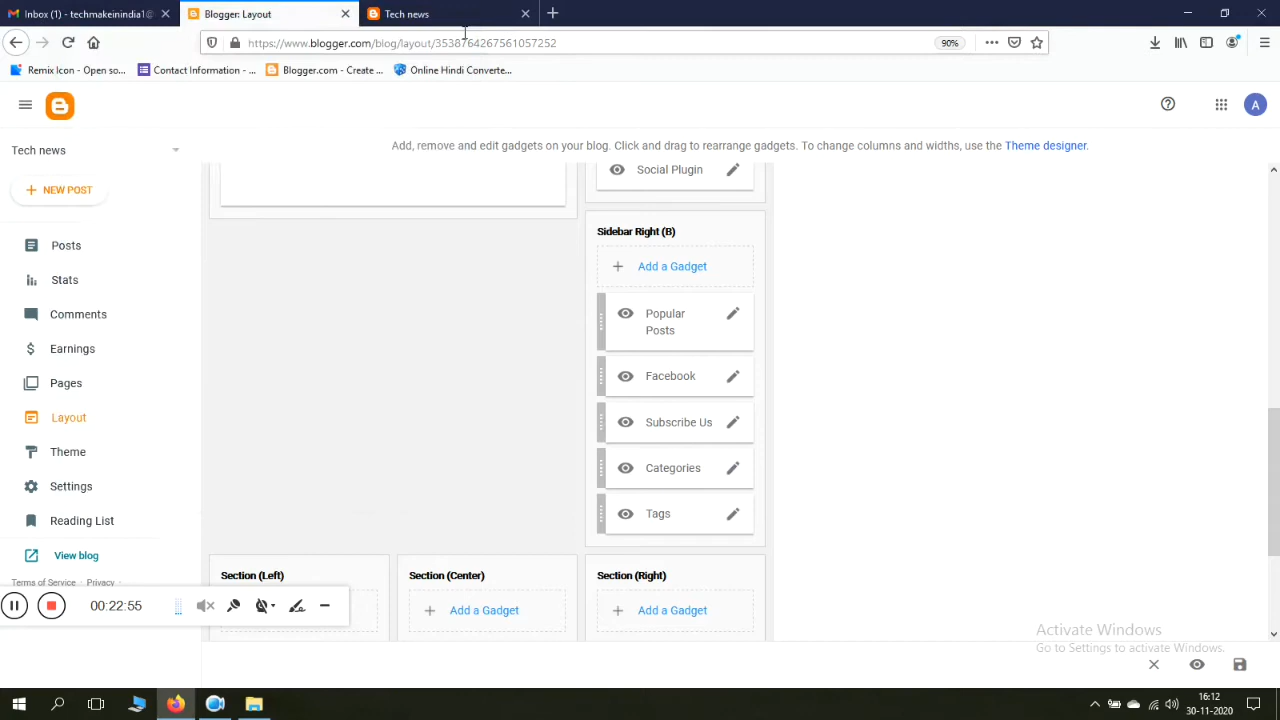 Inbox (1) - techmakeindia1@
Blogger: Layout
Tech news
https://www.blogger.com/blog/layout/3538764267561057252
90%
Remix Icon - Open so...
Contact Information - ...
Blogger.com - Create ...
Online Hindi Converte...
A
Tech news
Add, remove and edit gadgets on your blog. Click and drag to rearrange gadgets. To change columns and widths, use the Theme designer.
+ NEW POST
Posts
Stats
Comments
Earnings
Pages
Layout
Theme
Settings
Reading List
View blog
Terms of Service
Privacy
Social Plugin
Sidebar Right (B)
+ Add a Gadget
Popular
Posts
Facebook
Subscribe Us
Categories
Tags
Section (Left)
Section (Center)
Section (Right)
+ Add a Gadget
+ Add a Gadget
00:22:55
Activate Windows
Go to Settings to activate Windows.
16:12
30-11-2020